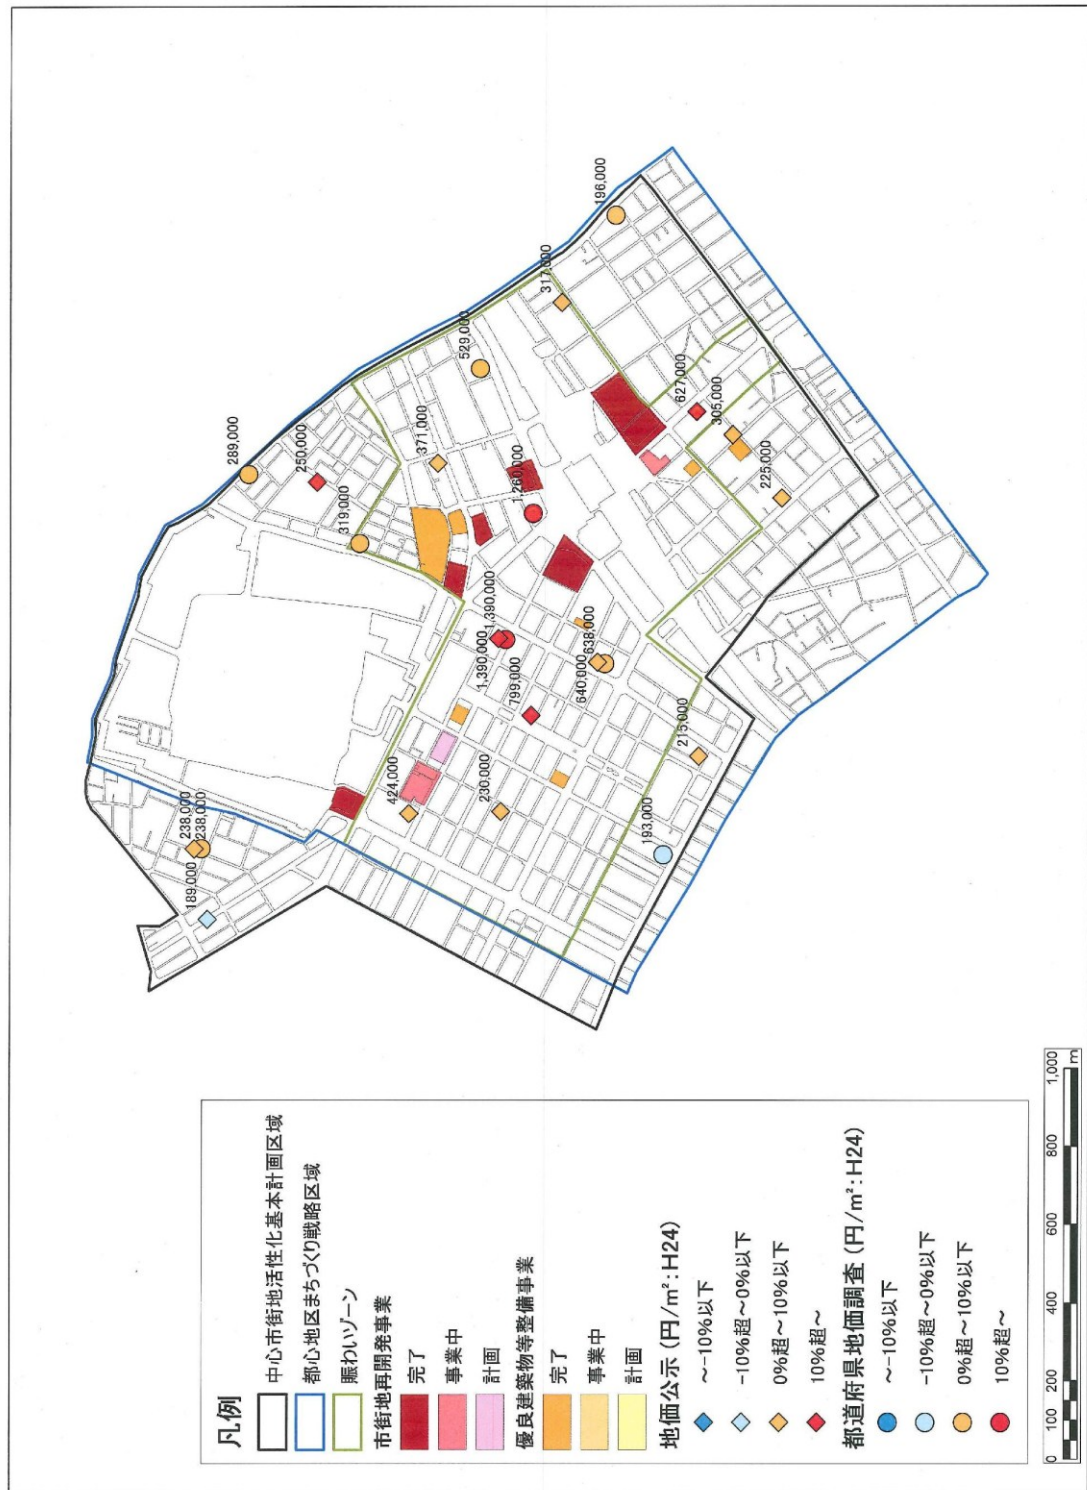 凡例
中心市街地活性化基本計画区域
都心地区まちづくり戦略区域
賑わいゾーン
市街地再開発事業
完了
事業中
計画
優良建築物等整備事業
完了
事業中
計画
地価公示 (円/m²:H24)
~-10%以下
-10%超~0%以下
0%超~10%以下
10%超~
都道府県地価調査 (円/m²:H24)
~-10%以下
-10%超~0%以下
0%超~10%以下
10%超~
0 100 200 400 600 800 1,000
m
189,000
238,000
238,000
424,000
230,000
193,000
215,000
1,390,000
1,390,000
799,000
640,000
638,000
289,000
250,000
319,000
371,000
1,260,000
529,000
317,000
196,000
627,000
305,000
225,000